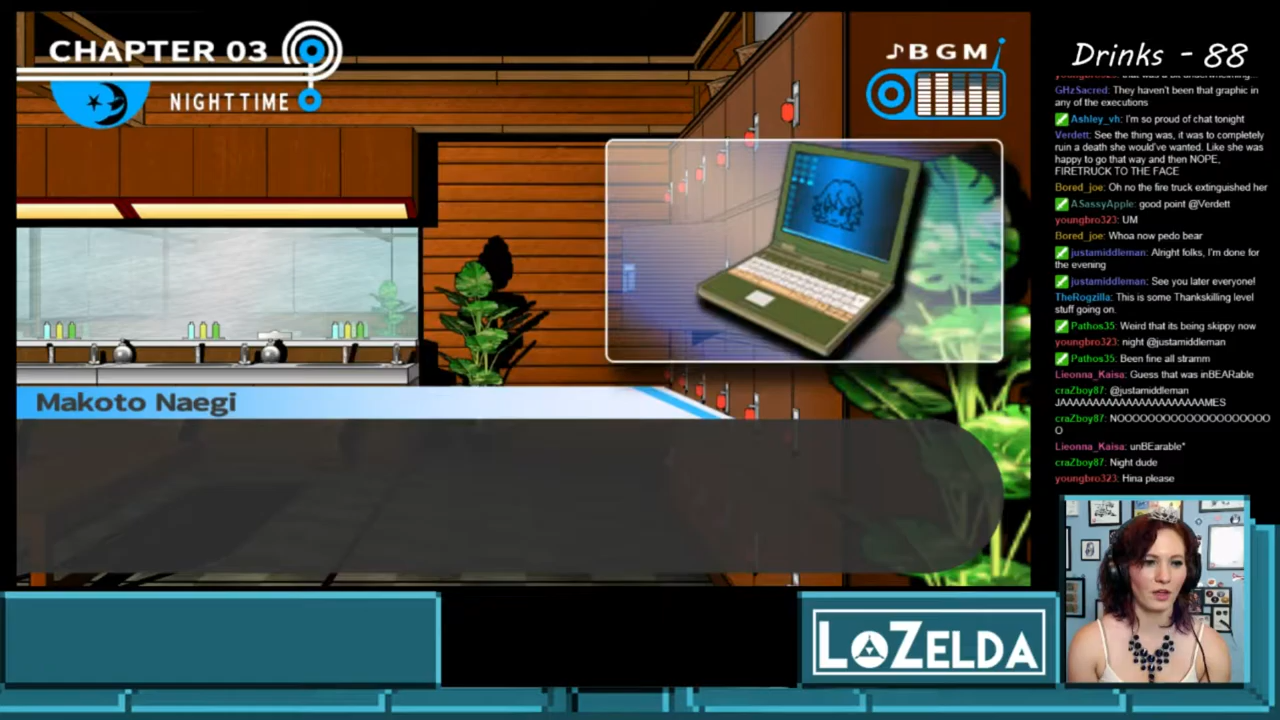 CHAPTER 03
NIGHTTIME
♪BGM
Makoto Naegi
Drinks - 88
GHzSacred: They haven't been that graphic in
any of the executions
Ashley_vh: I'm so proud of chat tonight
Verdett: See the thing was, it was to completely
ruin a death she would've wanted. Like she was
happy to go that way and then NOPE,
FIRETRUCK TO THE FACE
Bored_joe: Oh no the fire truck extinguished her
ASassyApple: good point @Verdett
youngbro323: UM
Bored_joe: Whoa now pedo bear
justamiddleman: Alright folks, I'm done for
the evening
justamiddleman: See you later everyone!
TheRogzilla: This is some Thankskilling level
stuff going on.
Pathos35: Weird that its being skippy now
youngbro323: night @justamiddleman
Pathos35: Been fine all stramm
Lieonna_Kaisa: Guess that was inBEARable
craZboy87: @justamiddleman
JAAAAAAAAAAAAAAAAAAAAAAMES
craZboy87: NOOOOOOOOOOOOOOOOOOOO
O
Lieonna_Kaisa: unBEarable*
craZboy87: Night dude
youngbro323: Hina please
LOZELDA